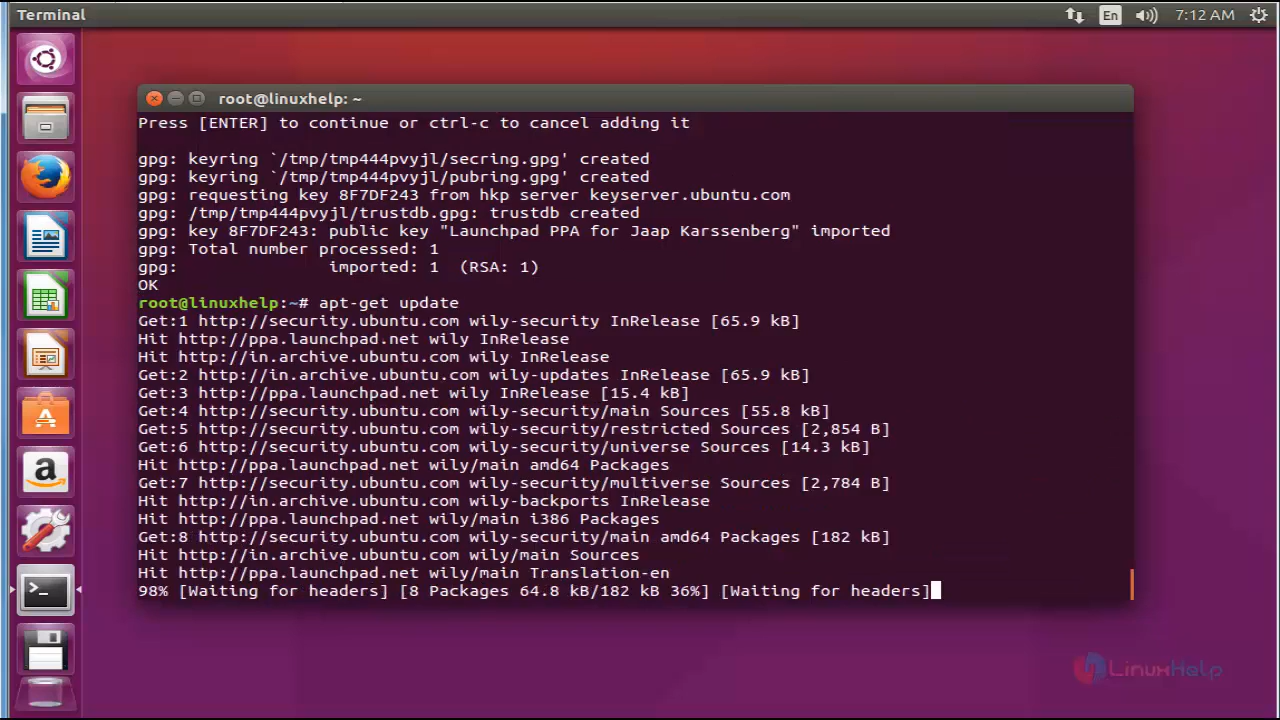 Terminal
En
7:12 AM
root@linuxhelp: ~
Press [ENTER] to continue or ctrl-c to cancel adding it
gpg: keyring `/tmp/tmp444pvyjl/secring.gpg' created
gpg: keyring `/tmp/tmp444pvyjl/pubring.gpg' created
gpg: requesting key 8F7DF243 from hkp server keyserver.ubuntu.com
gpg: /tmp/tmp444pvyjl/trustdb.gpg: trustdb created
gpg: key 8F7DF243: public key "Launchpad PPA for Jaap Karssenberg" imported
gpg: Total number processed: 1
gpg:               imported: 1  (RSA: 1)
OK
root@linuxhelp:~# apt-get update
Get:1 http://security.ubuntu.com wily-security InRelease [65.9 kB]
Hit http://ppa.launchpad.net wily InRelease
Hit http://in.archive.ubuntu.com wily InRelease
Get:2 http://in.archive.ubuntu.com wily-updates InRelease [65.9 kB]
Get:3 http://ppa.launchpad.net wily InRelease [15.4 kB]
Get:4 http://security.ubuntu.com wily-security/main Sources [55.8 kB]
Get:5 http://security.ubuntu.com wily-security/restricted Sources [2,854 B]
Get:6 http://security.ubuntu.com wily-security/universe Sources [14.3 kB]
Hit http://ppa.launchpad.net wily/main amd64 Packages
Get:7 http://security.ubuntu.com wily-security/multiverse Sources [2,784 B]
Hit http://in.archive.ubuntu.com wily-backports InRelease
Hit http://ppa.launchpad.net wily/main i386 Packages
Get:8 http://security.ubuntu.com wily-security/main amd64 Packages [182 kB]
Hit http://in.archive.ubuntu.com wily/main Sources
Hit http://ppa.launchpad.net wily/main Translation-en
98% [Waiting for headers] [8 Packages 64.8 kB/182 kB 36%] [Waiting for headers]
LinuxHelp